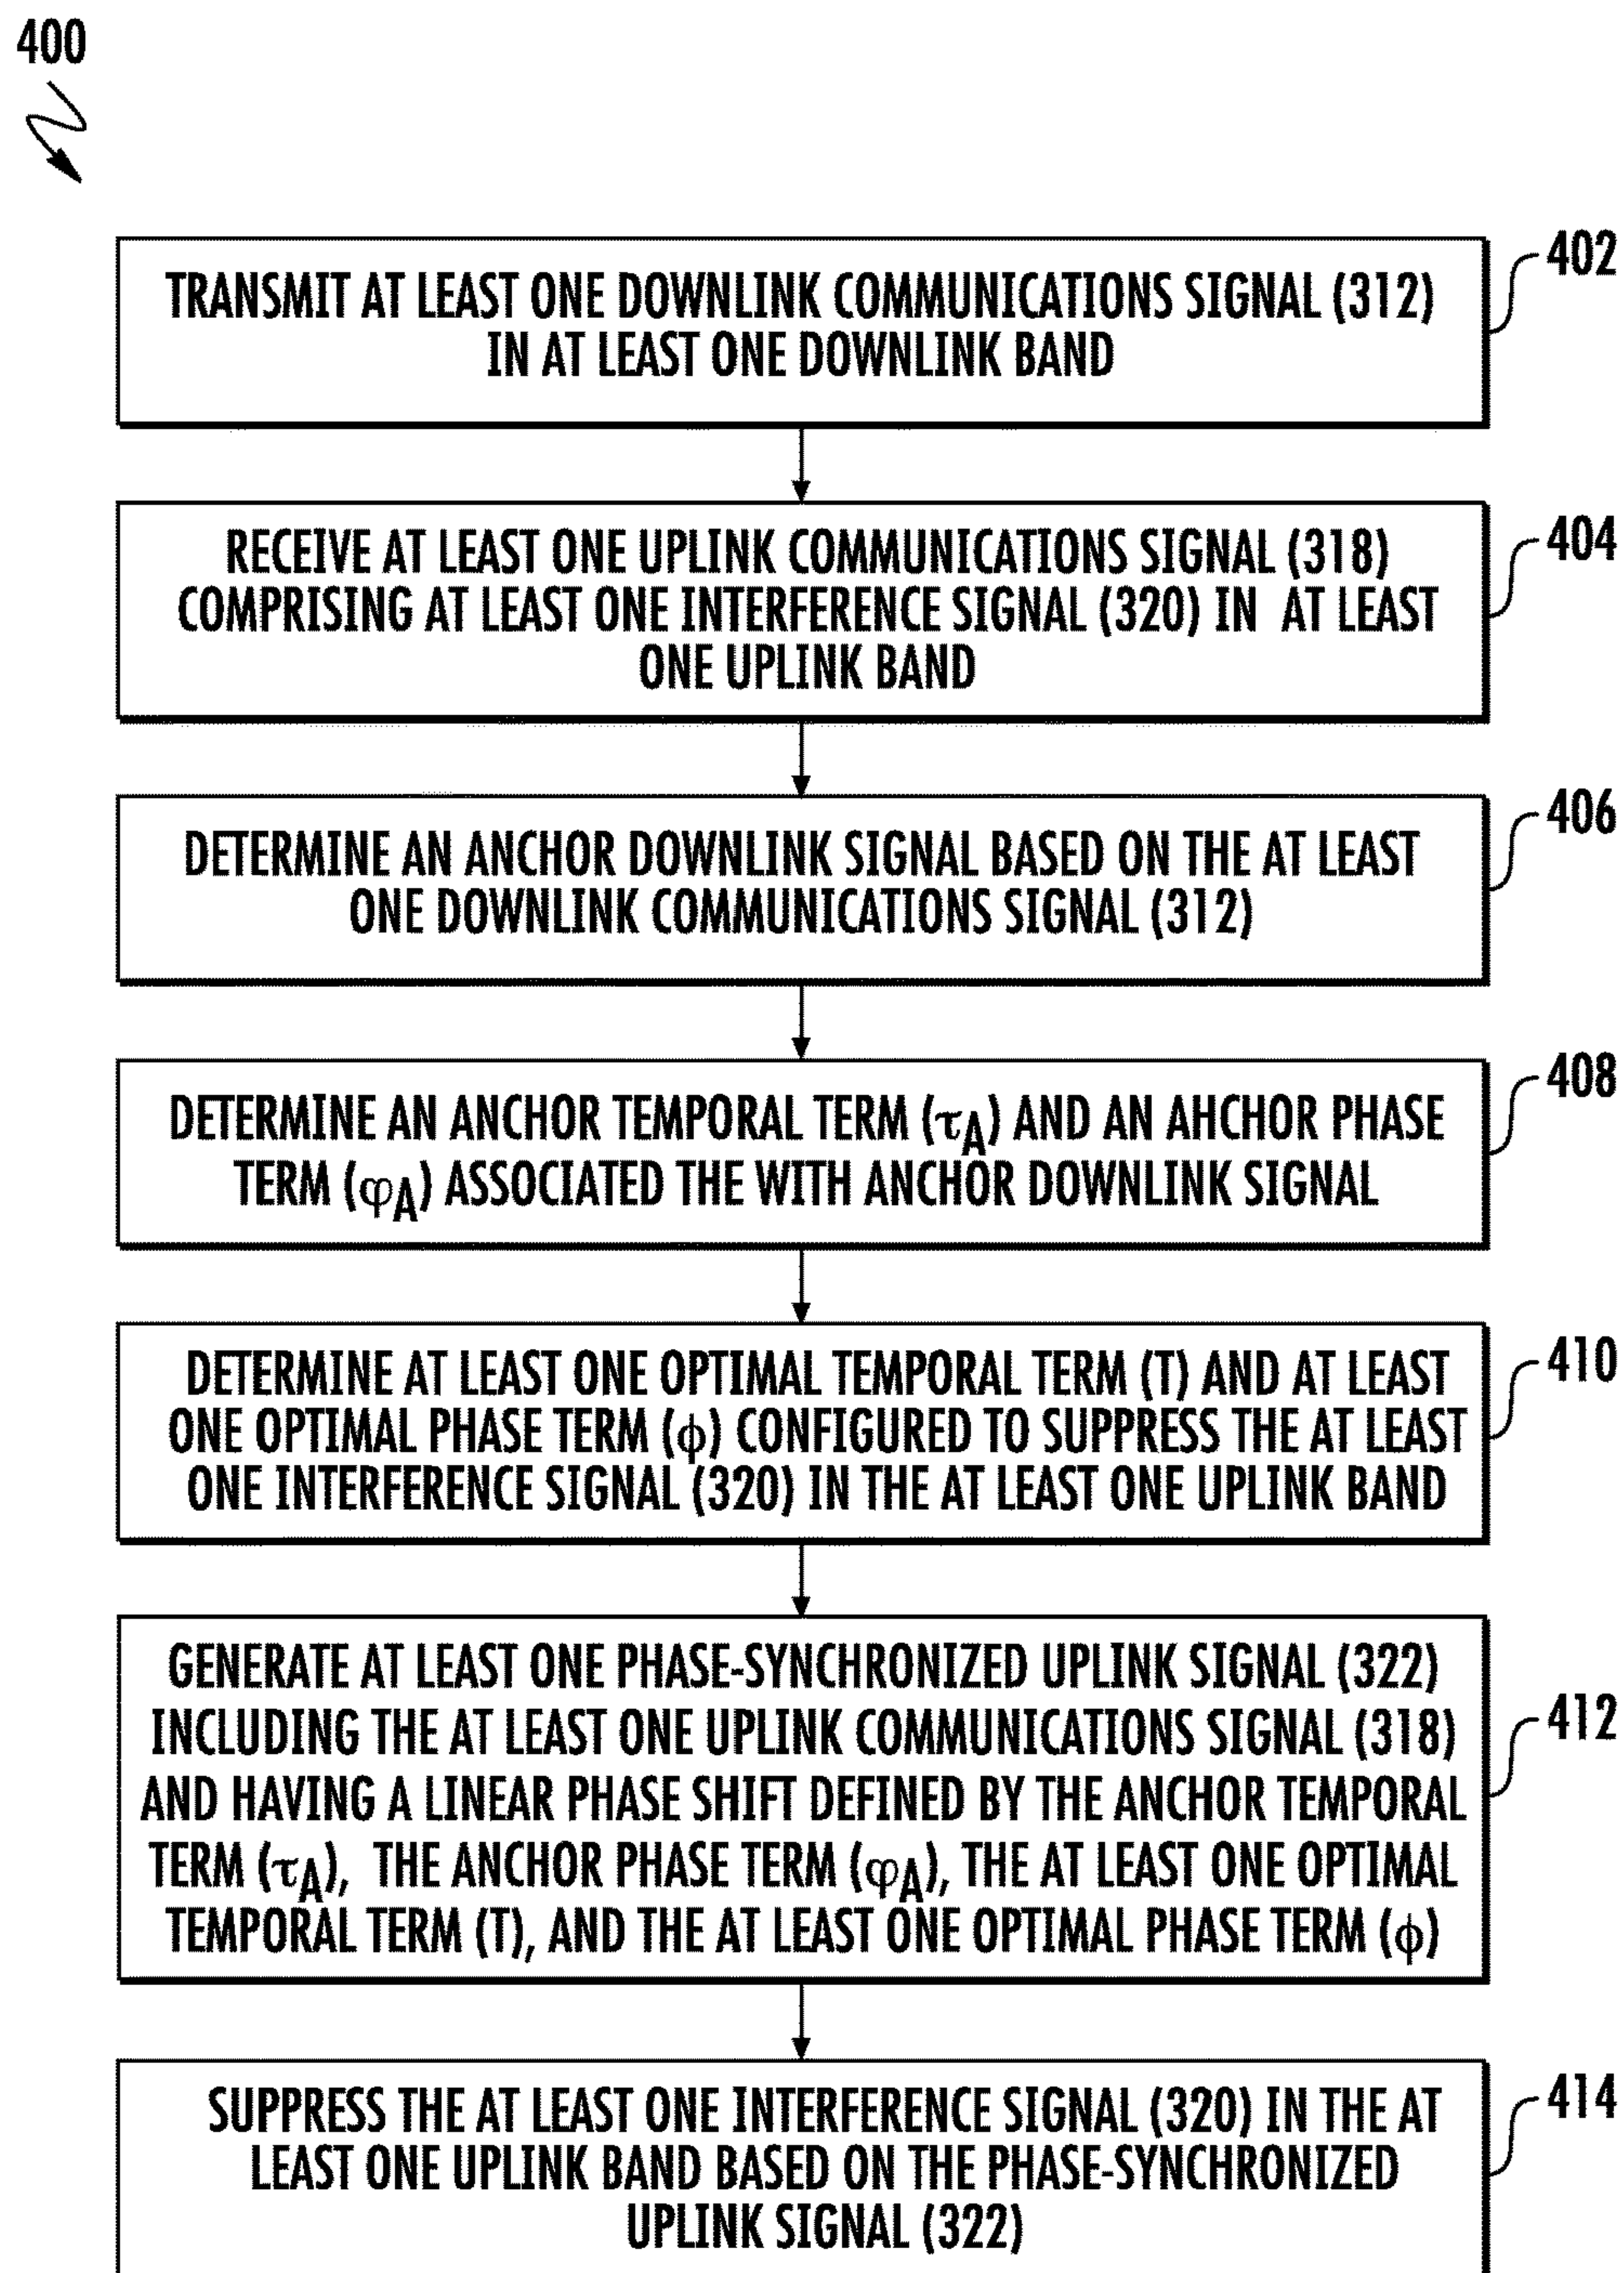 400
TRANSMIT AT LEAST ONE DOWNLINK COMMUNICATIONS SIGNAL (312)
IN AT LEAST ONE DOWNLINK BAND
402
RECEIVE AT LEAST ONE UPLINK COMMUNICATIONS SIGNAL (318)
COMPRISING AT LEAST ONE INTERFERENCE SIGNAL (320) IN AT LEAST
ONE UPLINK BAND
404
DETERMINE AN ANCHOR DOWNLINK SIGNAL BASED ON THE AT LEAST
ONE DOWNLINK COMMUNICATIONS SIGNAL (312)
406
DETERMINE AN ANCHOR TEMPORAL TERM (τA) AND AN AHCHOR PHASE
TERM (φA) ASSOCIATED THE WITH ANCHOR DOWNLINK SIGNAL
408
DETERMINE AT LEAST ONE OPTIMAL TEMPORAL TERM (T) AND AT LEAST
ONE OPTIMAL PHASE TERM (ϕ) CONFIGURED TO SUPPRESS THE AT LEAST
ONE INTERFERENCE SIGNAL (320) IN THE AT LEAST ONE UPLINK BAND
410
GENERATE AT LEAST ONE PHASE-SYNCHRONIZED UPLINK SIGNAL (322)
INCLUDING THE AT LEAST ONE UPLINK COMMUNICATIONS SIGNAL (318)
AND HAVING A LINEAR PHASE SHIFT DEFINED BY THE ANCHOR TEMPORAL
TERM (τA), THE ANCHOR PHASE TERM (φA), THE AT LEAST ONE OPTIMAL
TEMPORAL TERM (T), AND THE AT LEAST ONE OPTIMAL PHASE TERM (ϕ)
412
SUPPRESS THE AT LEAST ONE INTERFERENCE SIGNAL (320) IN THE AT
LEAST ONE UPLINK BAND BASED ON THE PHASE-SYNCHRONIZED
UPLINK SIGNAL (322)
414